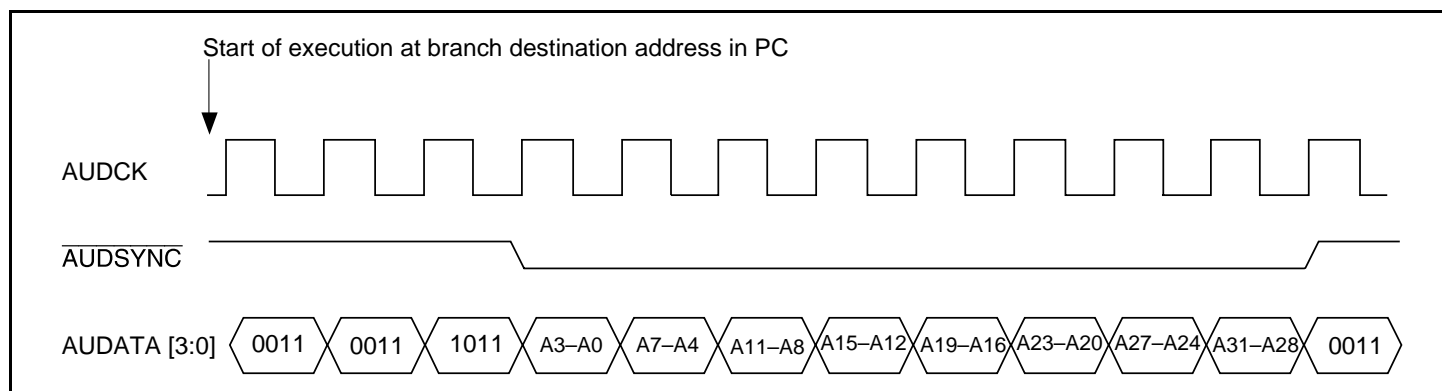 Start of execution at branch destination address in PC
AUDCK
AUDSYNC
AUDATA [3:0] 0011 0011 1011 A3–A0 A7–A4 A11–A8 A15–A12 A19–A16 A23–A20 A27–A24 A31–A28 0011